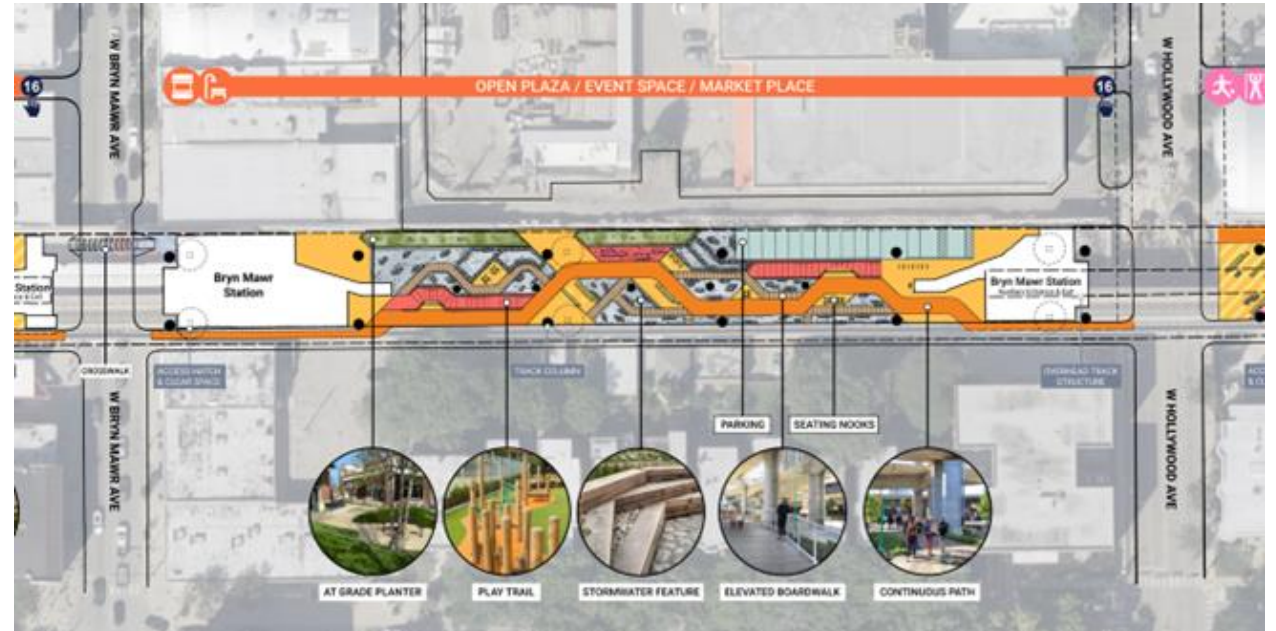 W BRYN MAWR AVE
W HOLLYWOOD AVE
16
OPEN PLAZA / EVENT SPACE / MARKET PLACE
16
Station
Bryn Mawr
Station
Bryn Mawr Station
CROSSWALK
ACCESS HATCH
& CLEAR SPACE
TRACK COLUMN
OVERHEAD TRACK
STRUCTURE
W BRYN MAWR AVE
W HOLLYWOOD AVE
PARKING
SEATING NOOKS
AT GRADE PLANTER
PLAY TRAIL
STORMWATER FEATURE
ELEVATED BOARDWALK
CONTINUOUS PATH